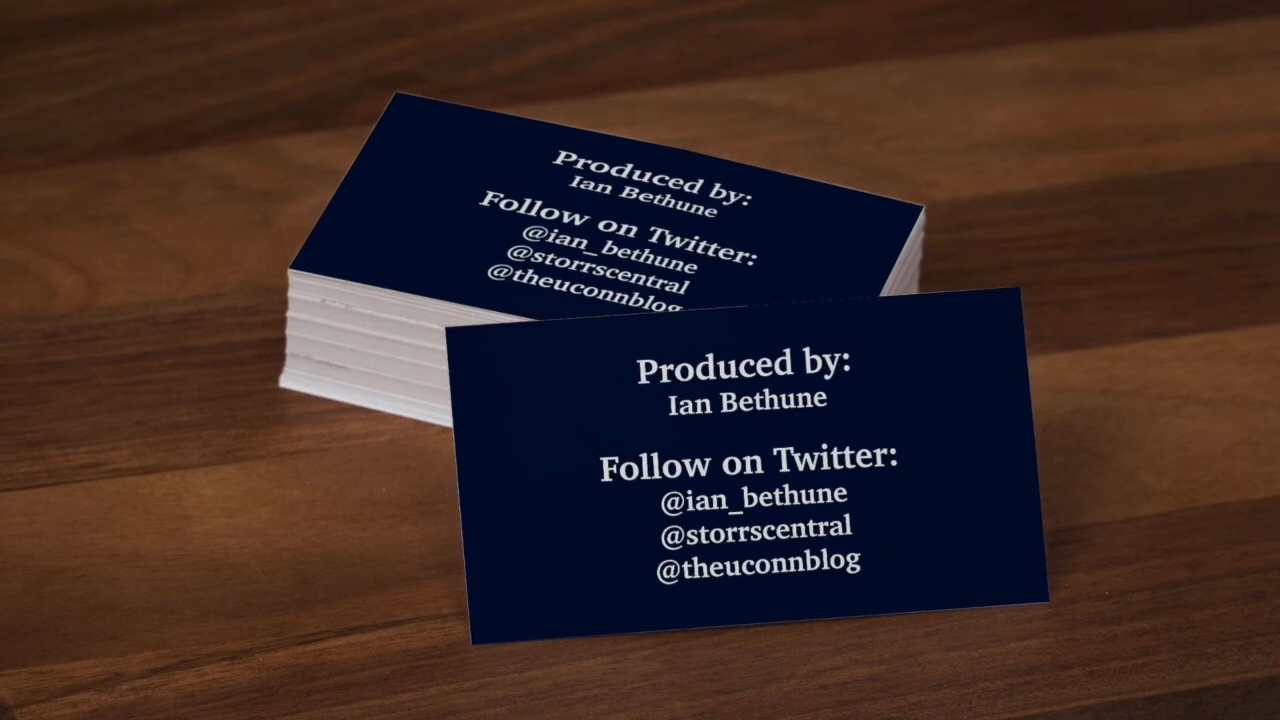 Produced by:
Ian Bethune
Follow on Twitter:
@ian_bethune
@storrscentral
@theuconnblog
Produced by:
Ian Bethune
Follow on Twitter:
@ian_bethune
@storrscentral
@theuconnblog